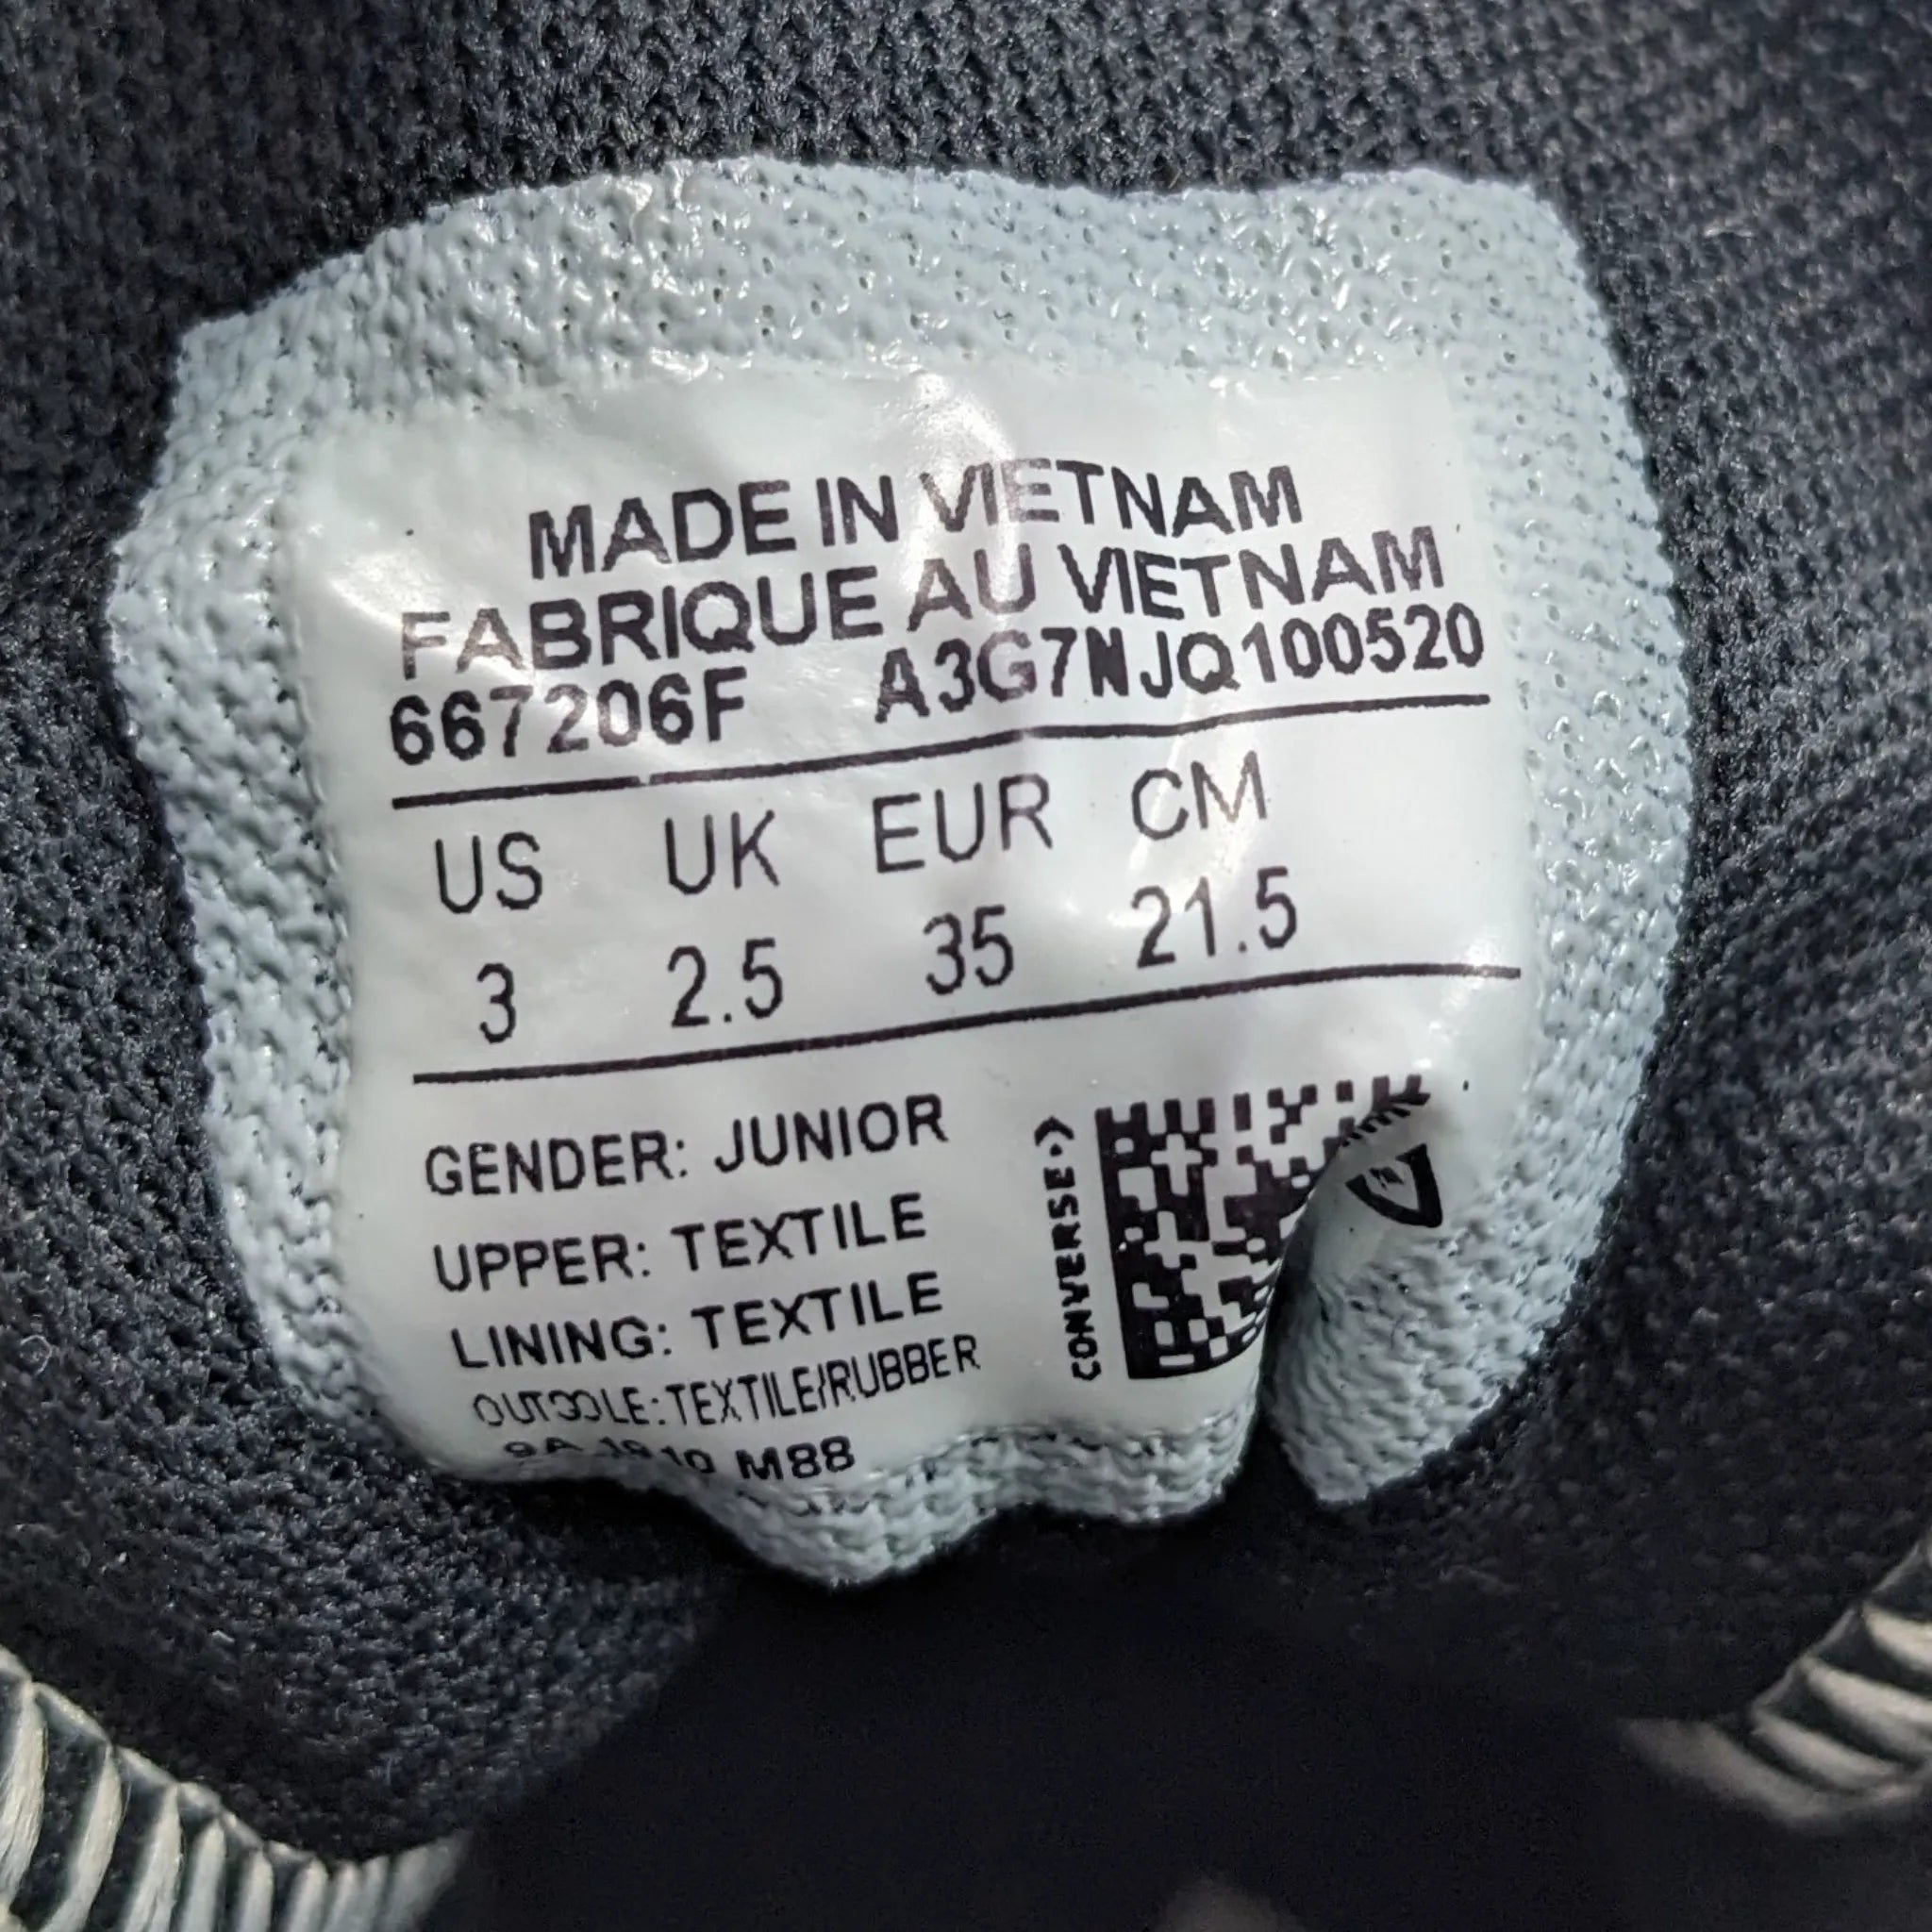 MADE IN VIETNAM
FABRIQUE AU VIETNAM
667206F A3G7NJQ100520
US UK EUR CM
3 2.5 35 21.5
GENDER: JUNIOR
UPPER: TEXTILE
LINING: TEXTILE
OUTSOLE: TEXTILE/RUBBER
M88
CONVERSE